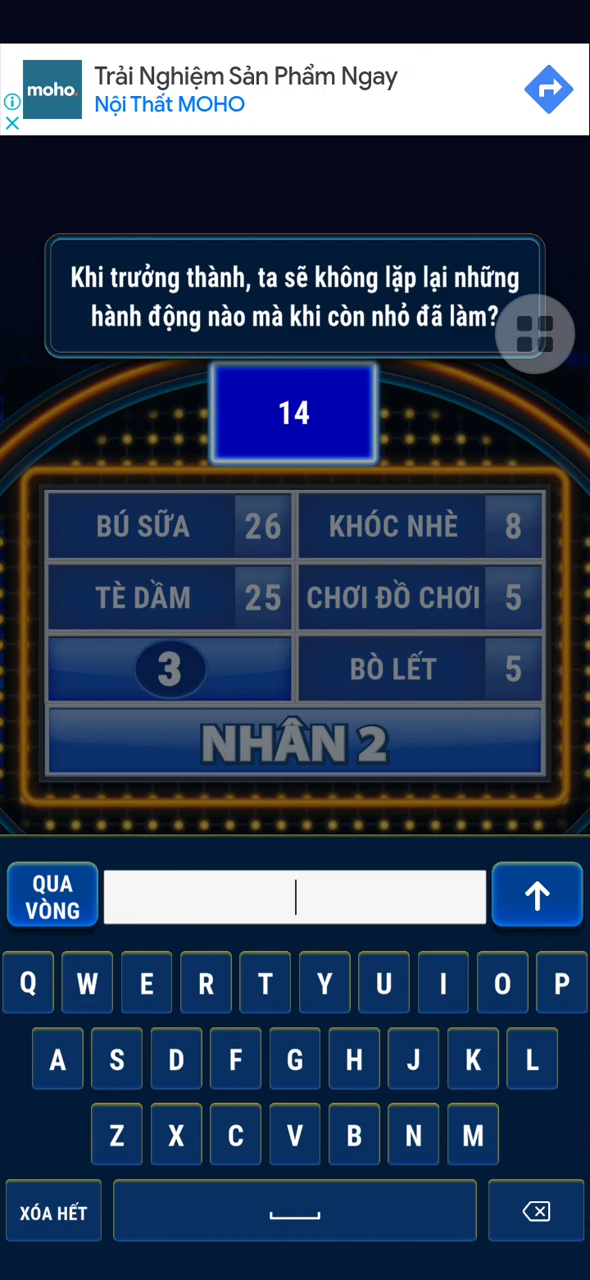 moho.
Trải Nghiệm Sản Phẩm Ngay
Nội Thất MOHO
Khi trưởng thành, ta sẽ không lặp lại những
hành động nào mà khi còn nhỏ đã làm?
14
BÚ SỮA 26
KHÓC NHÈ 8
TÈ DẦM 25
CHƠI ĐỒ CHƠI 5
3
BÒ LẾT 5
NHÂN 2
QUA
VÒNG
Q W E R T Y U I O P
A S D F G H J K L
Z X C V B N M
XÓA HẾT